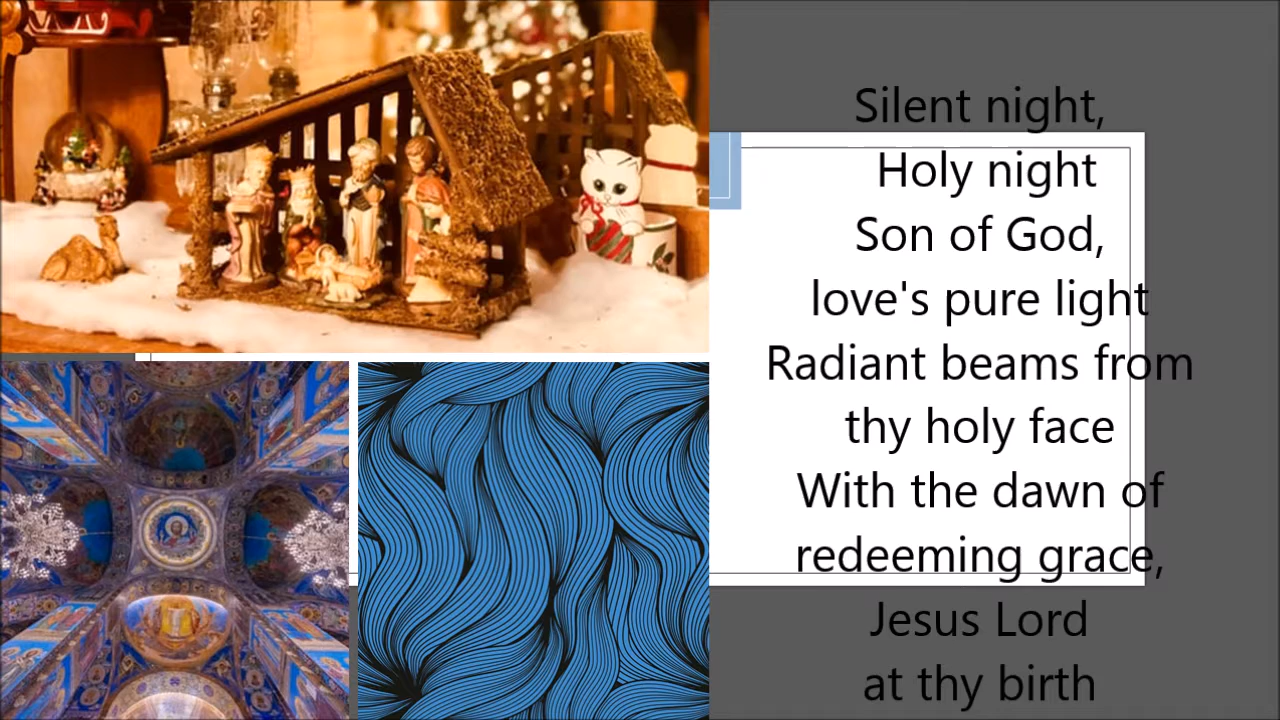 Silent night,
Holy night
Son of God,
love's pure light
Radiant beams from
thy holy face
With the dawn of
redeeming grace,
Jesus Lord
at thy birth